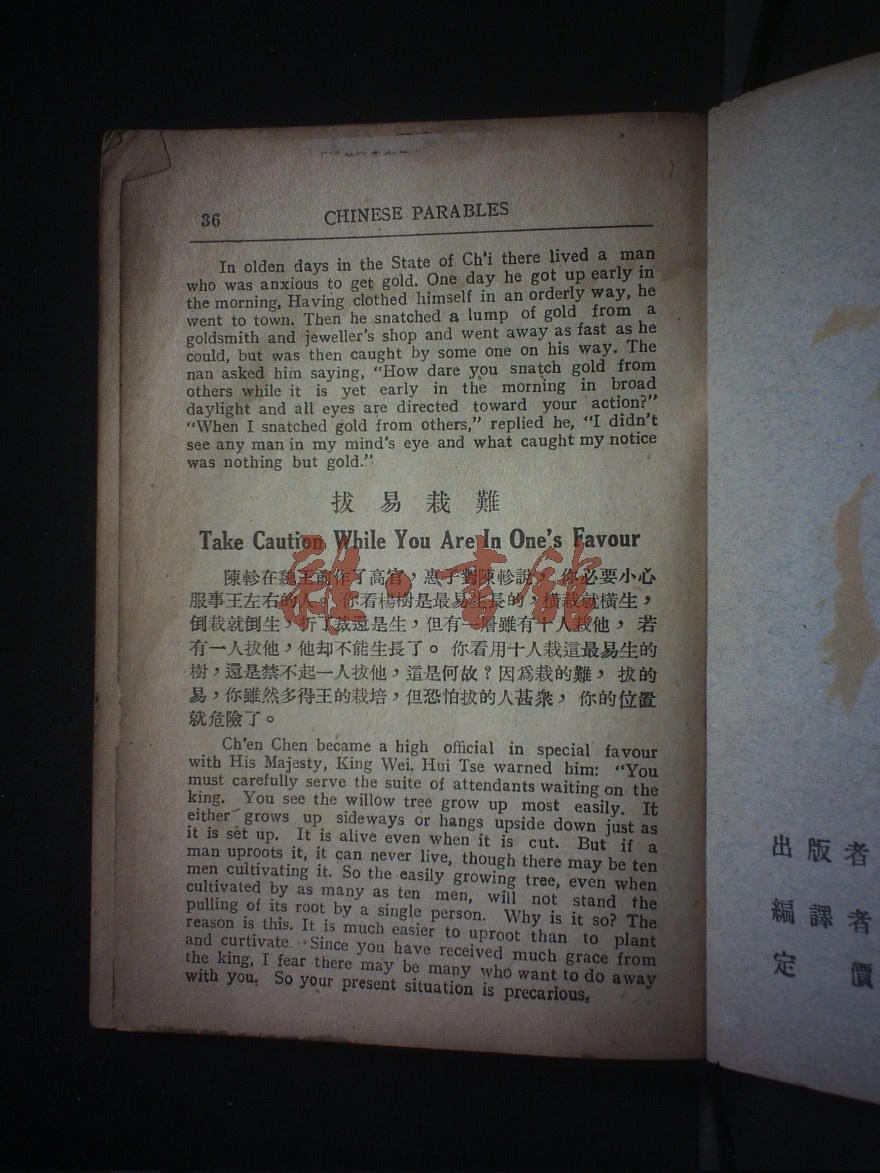 36
CHINESE PARABLES
In olden days in the State of Ch'i there lived a man
who was anxious to get gold. One day he got up early in
the morning, Having clothed himself in an orderly way, he
went to town. Then he snatched a lump of gold from a
goldsmith and jeweller's shop and went away as fast as he
could, but was then caught by some one on his way. The
nan asked him saying, "How dare you snatch gold from
others while it is yet early in the morning in broad
daylight and all eyes are directed toward your action?"
"When I snatched gold from others," replied he, "I didn't
see any man in my mind's eye and what caught my notice
was nothing but gold."
拔易栽難
Take Caution While You Are In One's Favour
陳軫在魏王前作了高官，惠子對陳軫說，你必要小心
服事王左右的人。你看楊樹是最易生長的，橫栽就橫生，
倒栽就倒生，折了栽還是生，但有一層雖有十人栽他，若
有一人拔他，他却不能生長了。你看用十人栽這最易生的
樹，還是禁不起一人拔他，這是何故？因爲栽的難，拔的
易，你雖然多得王的栽培，但恐怕拔的人甚衆，你的位置
就危險了。
Ch'en Chen became a high official in special favour
with His Majesty, King Wei. Hui Tse warned him: "You
must carefully serve the suite of attendants waiting on the
king. You see the willow tree grow up most easily. It
either grows up sideways or hangs upside down just as
it is set up. It is alive even when it is cut. But if a
man uproots it, it can never live, though there may be ten
men cultivating it. So the easily growing tree, even when
cultivated by as many as ten men, will not stand the
pulling of its root by a single person. Why is it so? The
reason is this. It is much easier to uproot than to plant
and curtivate. Since you have received much grace from
the king, I fear there may be many who want to do away
with you. So your present situation is precarious.
出版者
編譯者
定價
雜·書館